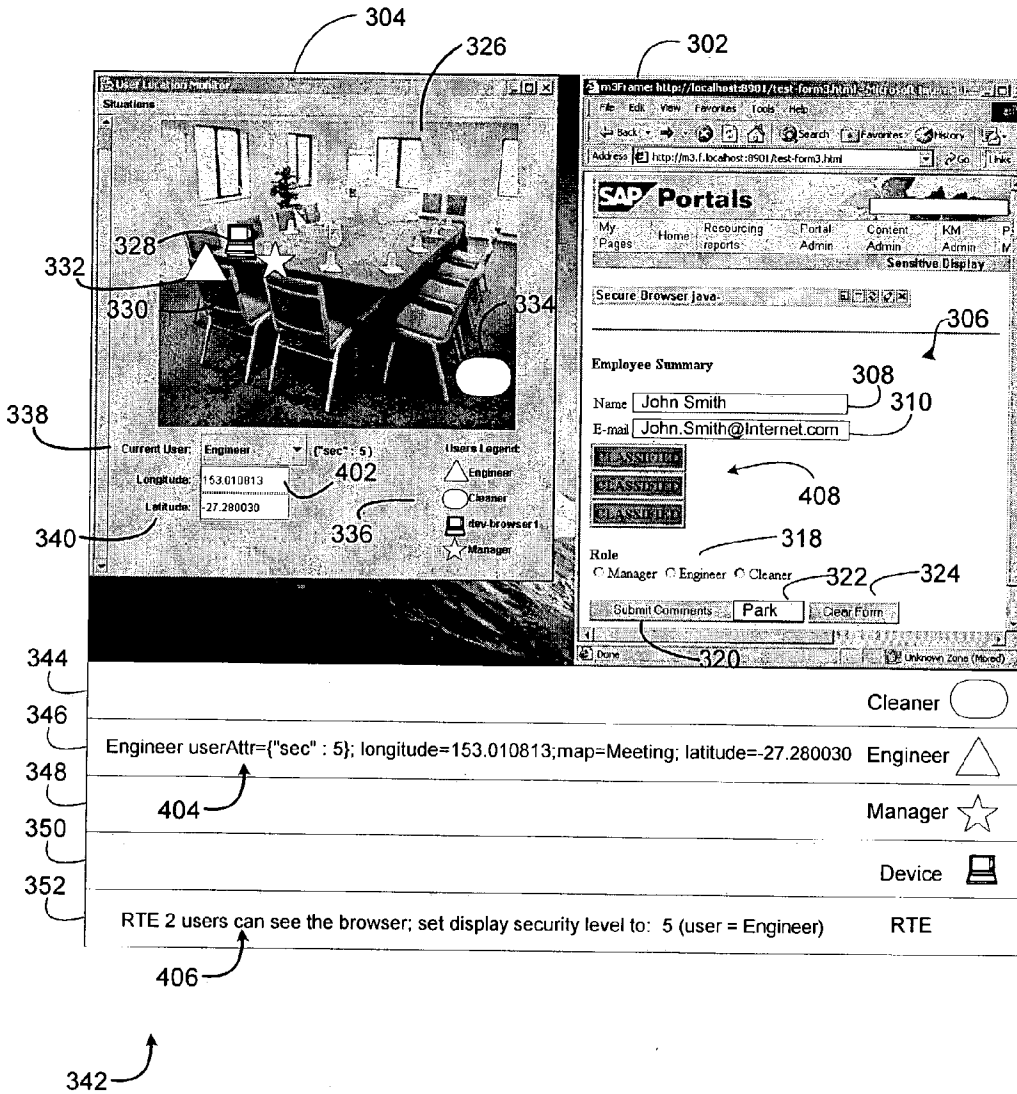 304
326
302
User Location Monitor
Situations
m3Frame: http://localhost:8901/test-form3.html - Microsoft Internet
File Edit View Favorites Tools Help
Back Search Favorites History
Address http://m3.f.localhost:8901/test-form3.html Go Links
SAP Portals
My Pages Home Resourcing reports Portal Admin Content Admin KM Admin
Sensitive Display
328
332
330
334
Secure Browser Java-
306
Employee Summary
308
Name John Smith
310
E-mail John.Smith@Internet.com
CLASSIFIED
CLASSIFIED
CLASSIFIED
408
338
Current User: Engineer {"sec" : 5}
Longitude: 153.010813
402
Latitude: -27.280030
340
336
Users Legend:
Engineer
Cleaner
dev-browser1
Manager
318
Role
Manager Engineer Cleaner
322
324
Submit Comments Park Clear Form
320
Done Unknown Zone (Mixed)
344
Cleaner
346
Engineer userAttr={"sec" : 5}; longitude=153.010813;map=Meeting; latitude=-27.280030 Engineer
348
404
Manager
350
Device
352
RTE 2 users can see the browser; set display security level to: 5 (user = Engineer) RTE
406
342